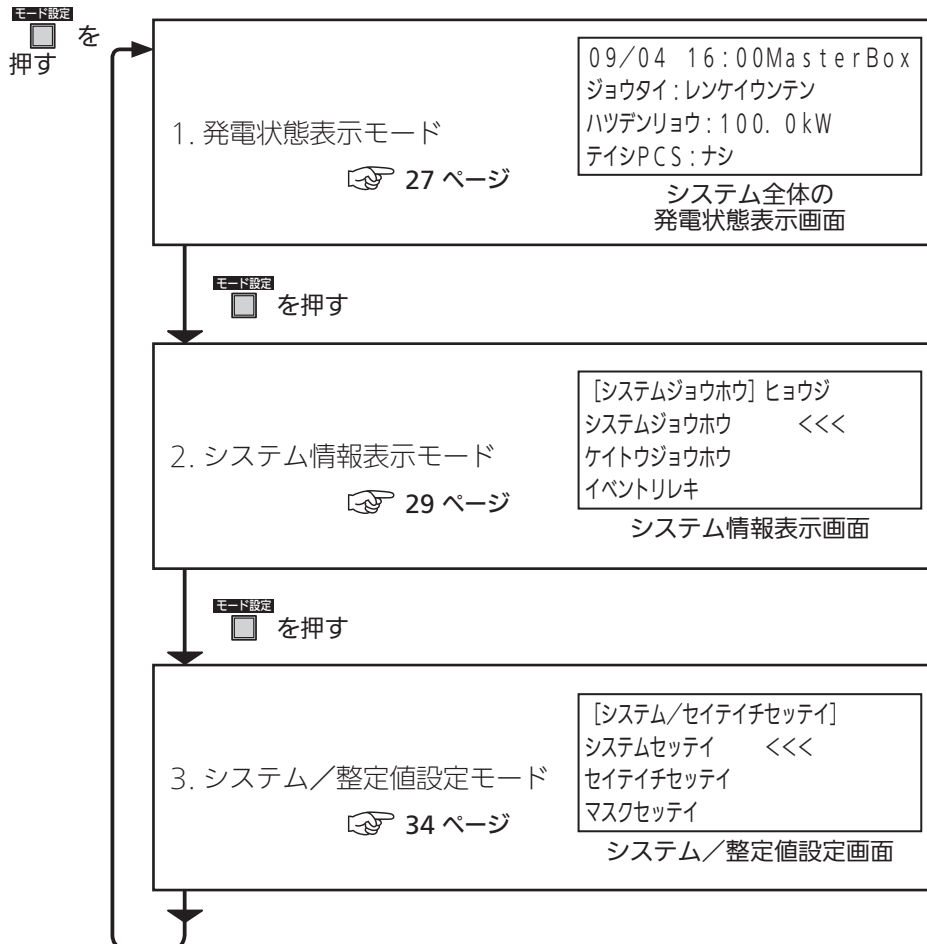 モード設定
を
押す
1. 発電状態表示モード
27 ページ
09/04 16:00MasterBox
ジョウタイ:レンケイウンテン
ハツデンリョウ:100. 0kW
テイシPCS:ナシ
システム全体の
発電状態表示画面
モード設定
を押す
2. システム情報表示モード
29 ページ
[システムジョウホウ] ヒョウジ
システムジョウホウ <<<
ケイトウジョウホウ
イベントリレキ
システム情報表示画面
モード設定
を押す
3. システム/整定値設定モード
34 ページ
[システム/セイテイチセッテイ]
システムセッテイ <<<
セイテイチセッテイ
マスクセッテイ
システム/整定値設定画面